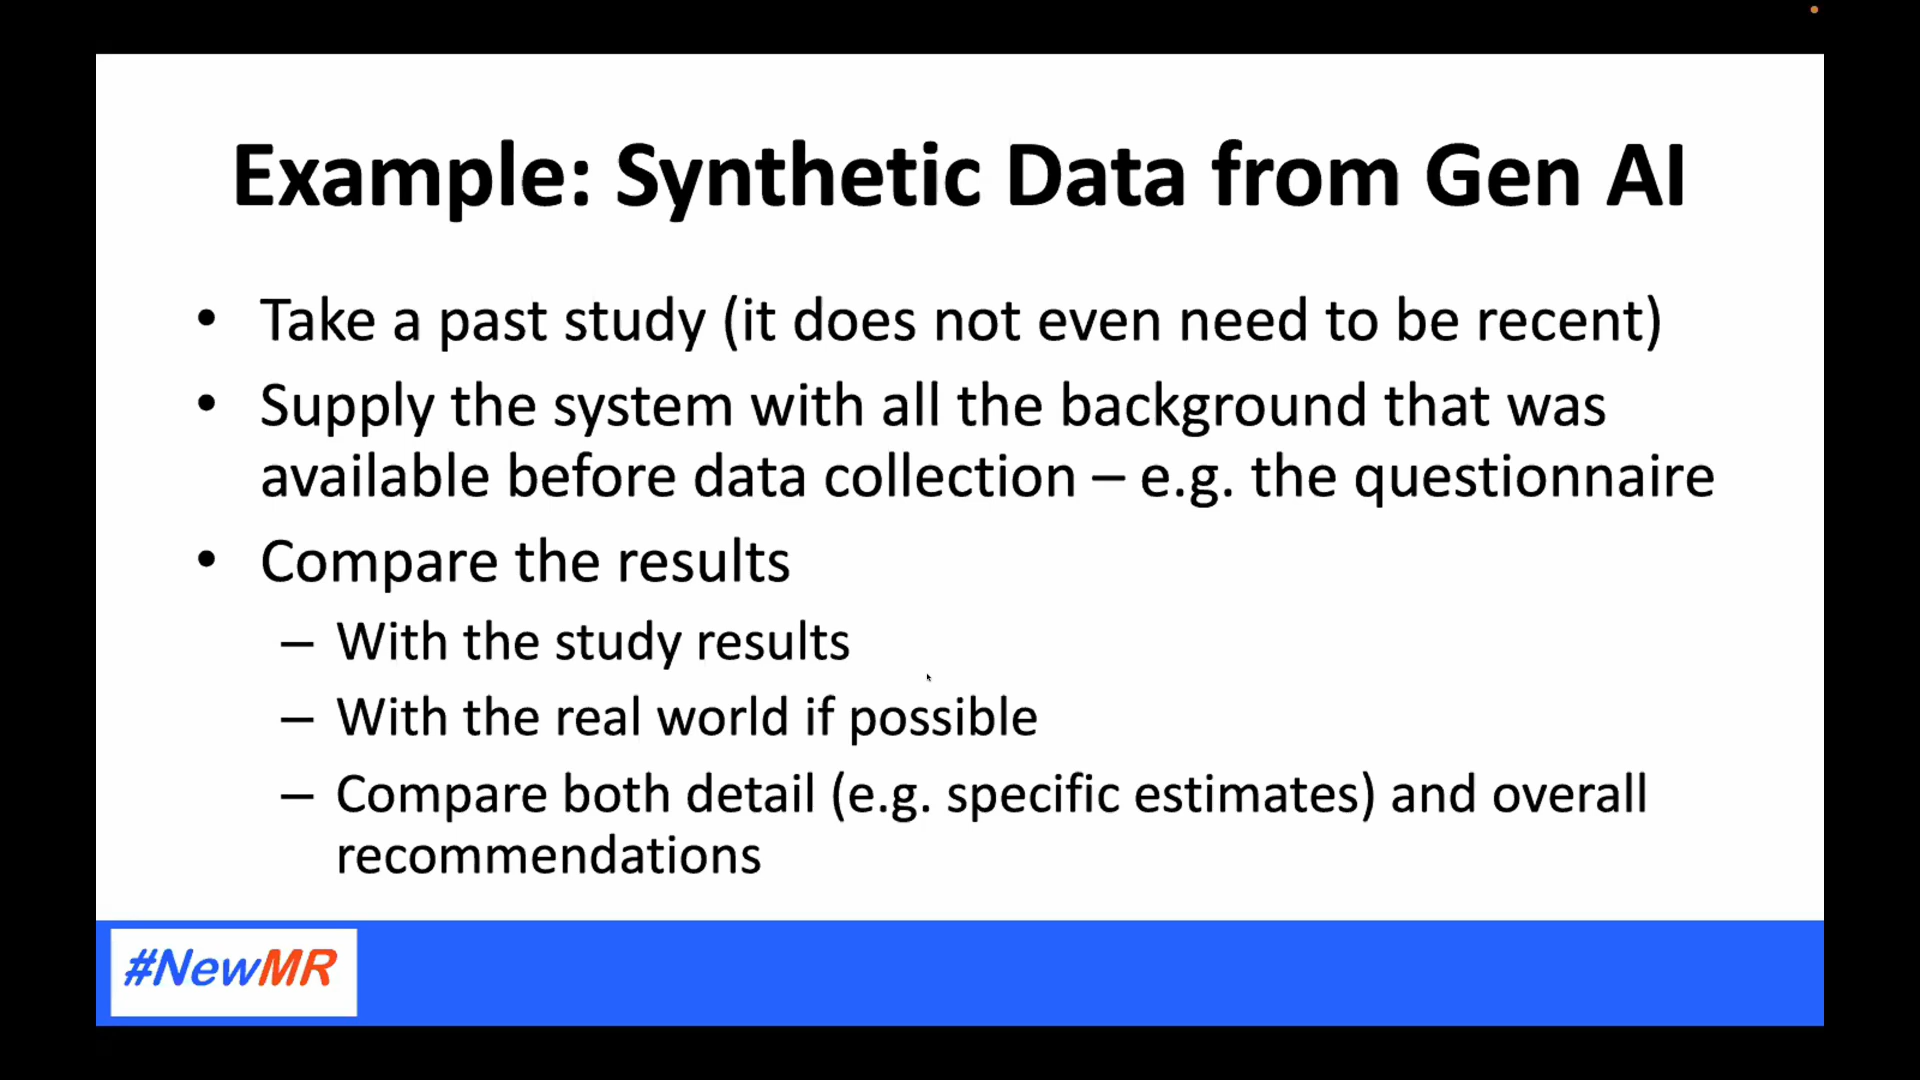 Example: Synthetic Data from Gen AI
• Take a past study (it does not even need to be recent)
• Supply the system with all the background that was
available before data collection – e.g. the questionnaire
• Compare the results
– With the study results
– With the real world if possible
– Compare both detail (e.g. specific estimates) and overall
recommendations
#NewMR